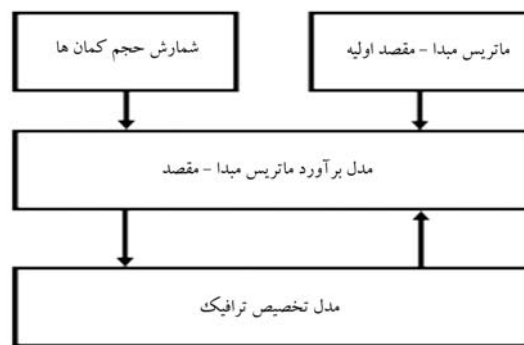 ماتریس مبدا – مقصد اولیه
شمارش حجم کمان ها
مدل برآورد ماتریس مبدا – مقصد
مدل تخصیص ترافیک